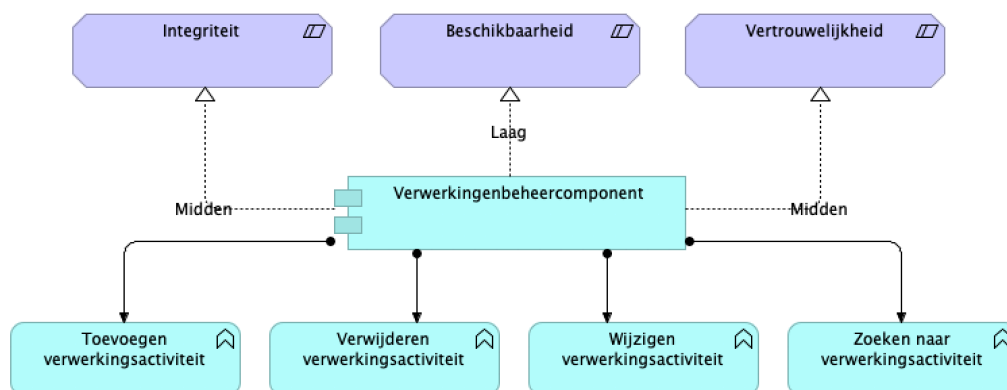 Integriteit
Beschikbaarheid
Vertrouwelijkheid
Laag
Verwerkingenbeheercomponent
Midden
Midden
Toevoegen
verwerkingsactiviteit
Verwijderen
verwerkingsactiviteit
Wijzigen
verwerkingsactiviteit
Zoeken naar
verwerkingsactiviteit